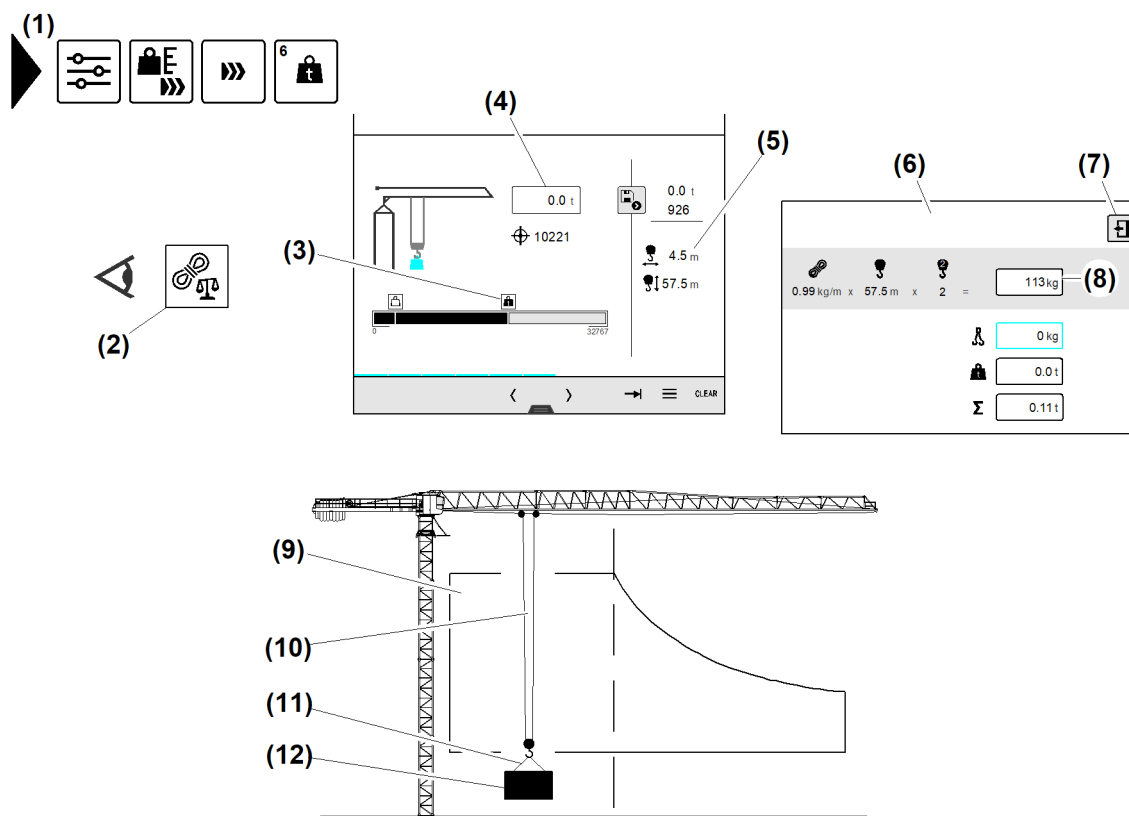 (1)
6
t
(4)
(5)
(6)
(7)
0.0 t
0.0 t
926
10221
(3)
4.5 m
57.5 m
0
32767
(2)
CLEAR
2
0.99 kg/m x 57.5 m x 2 =
113kg
(8)
0 kg
0.0 t
Σ 0.11 t
(9)
(10)
(11)
(12)